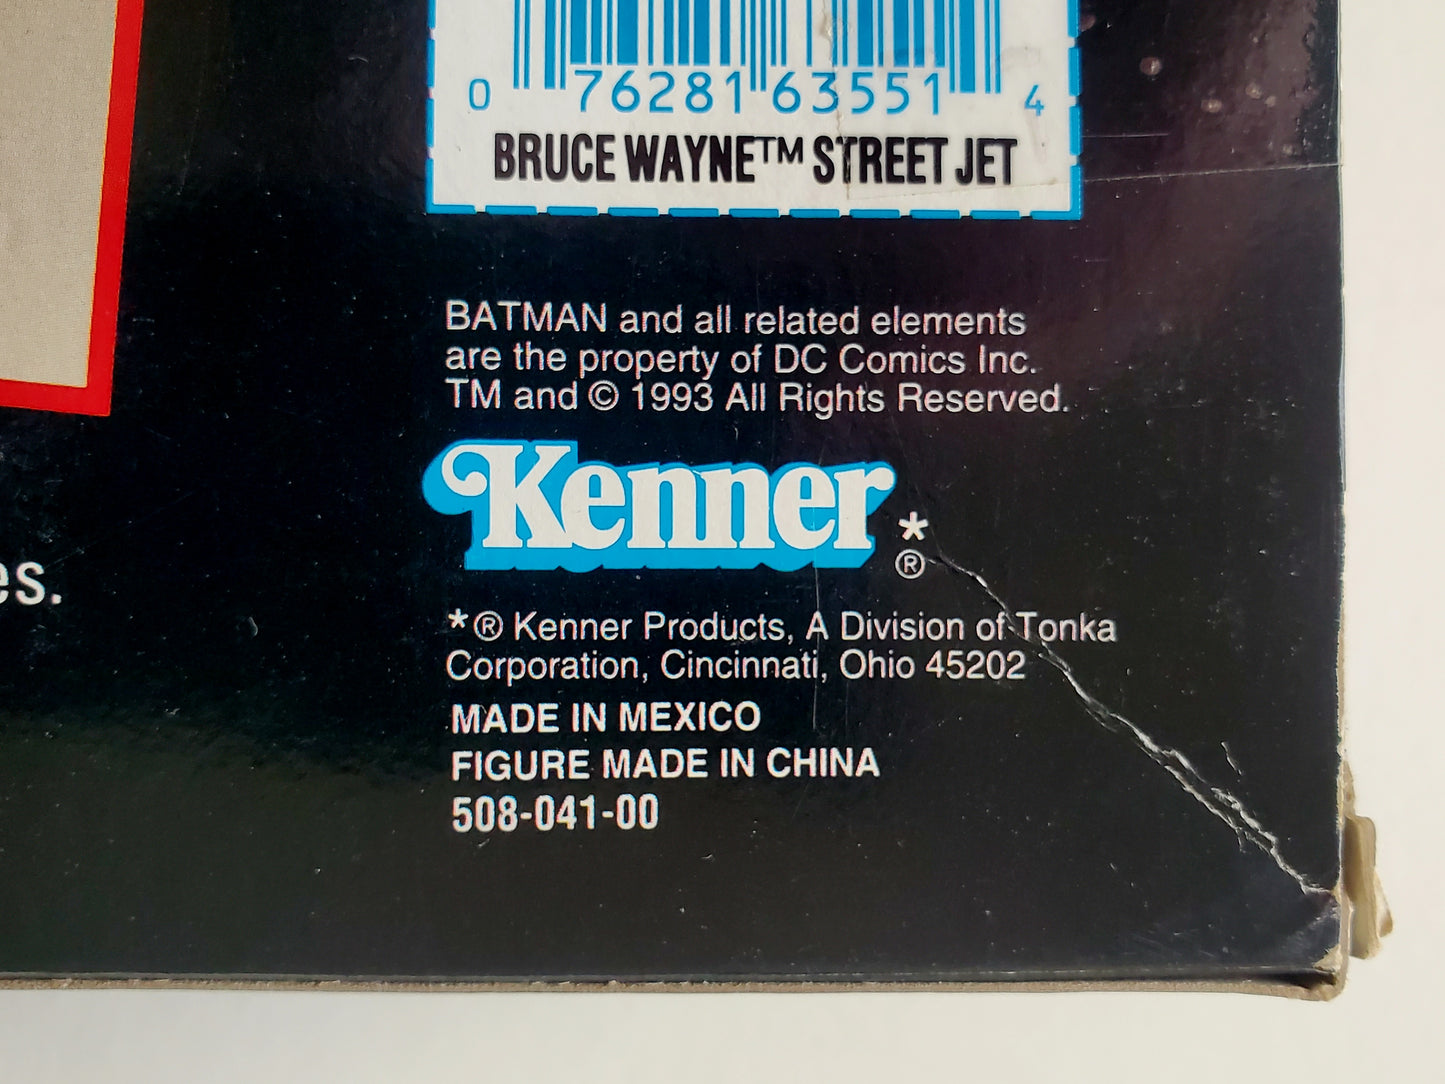 0 76281 63551 4
BRUCE WAYNE™ STREET JET
BATMAN and all related elements
are the property of DC Comics Inc.
TM and © 1993 All Rights Reserved.
Kenner*®
es.
*® Kenner Products, A Division of Tonka
Corporation, Cincinnati, Ohio 45202
MADE IN MEXICO
FIGURE MADE IN CHINA
508-041-00